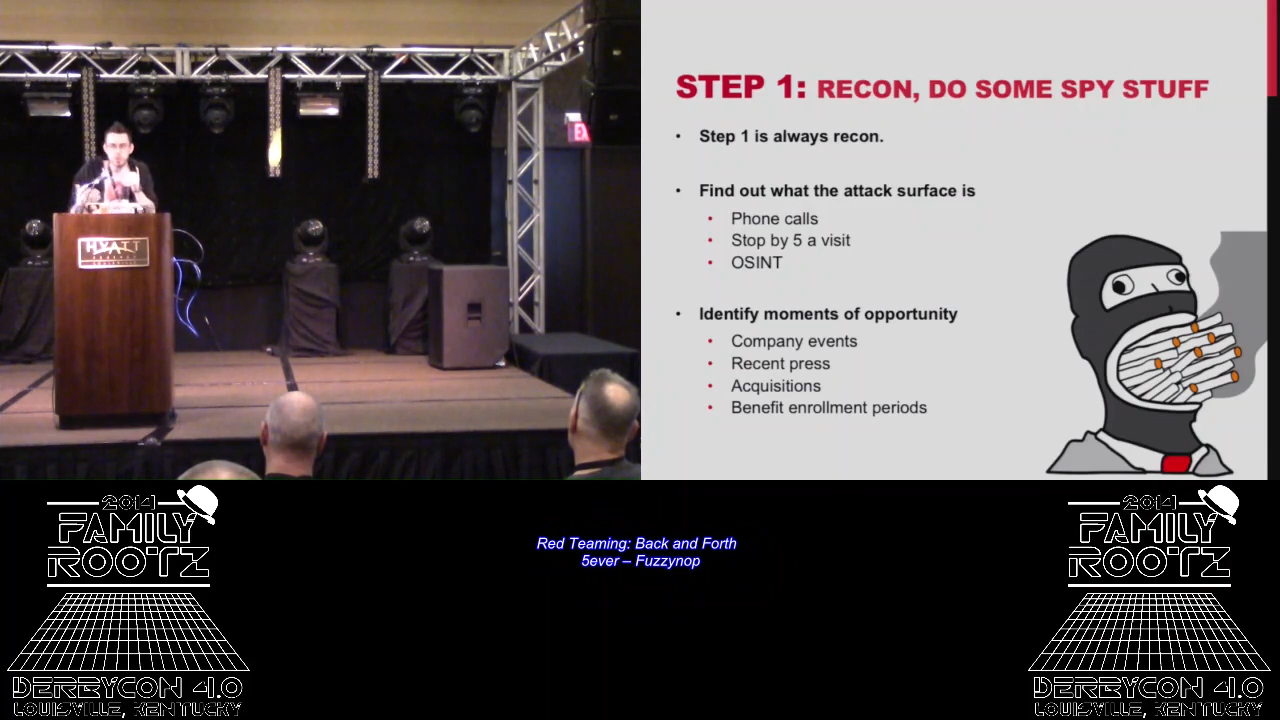 STEP 1: RECON, DO SOME SPY STUFF
• Step 1 is always recon.
• Find out what the attack surface is
• Phone calls
• Stop by 5 a visit
• OSINT
• Identify moments of opportunity
• Company events
• Recent press
• Acquisitions
• Benefit enrollment periods
HYATT
Red Teaming: Back and Forth
5ever – Fuzzynop
2014
FAMILY
ROOTZ
DERBYCON 4.0
LOUISVILLE, KENTUCKY
2014
FAMILY
ROOTZ
DERBYCON 4.0
LOUISVILLE, KENTUCKY